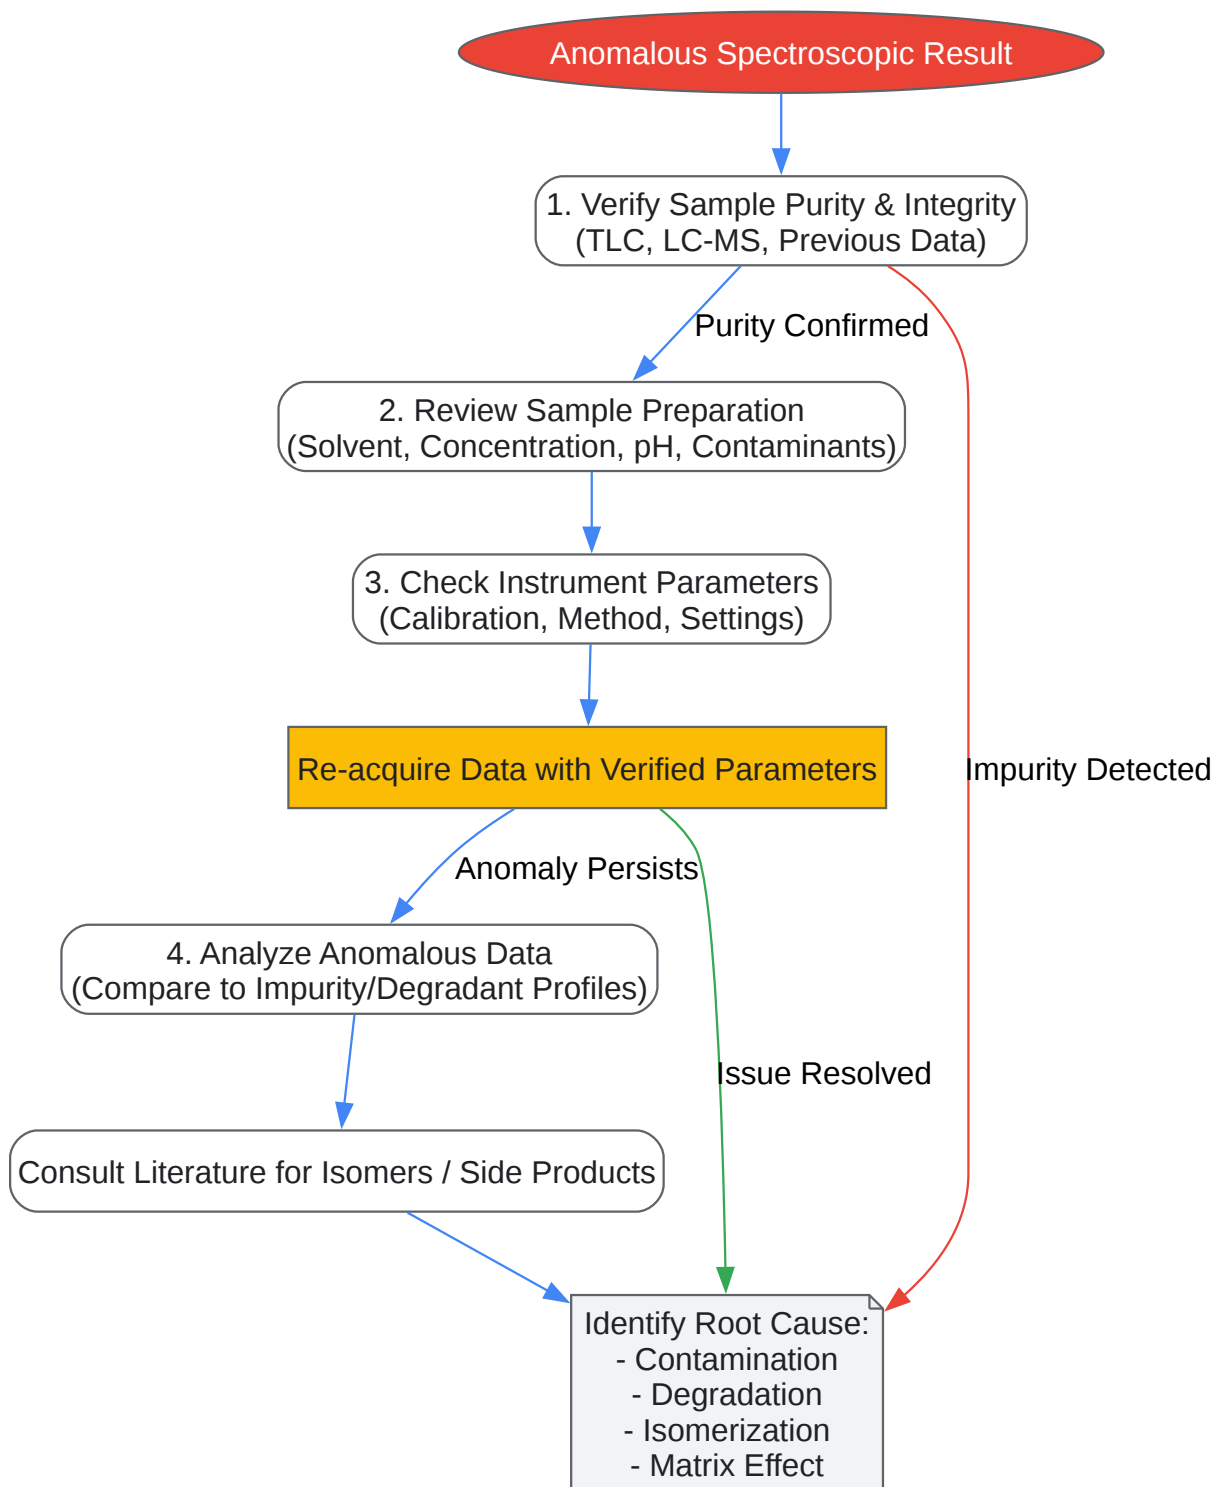 Anomalous Spectroscopic Result
1. Verify Sample Purity & Integrity
(TLC, LC-MS, Previous Data)
Purity Confirmed
2. Review Sample Preparation
(Solvent, Concentration, pH, Contaminants)
3. Check Instrument Parameters
(Calibration, Method, Settings)
Re-acquire Data with Verified Parameters
Impurity Detected
Anomaly Persists
4. Analyze Anomalous Data
(Compare to Impurity/Degradant Profiles)
Issue Resolved
Consult Literature for Isomers / Side Products
Identify Root Cause:
- Contamination
- Degradation
- Isomerization
- Matrix Effect